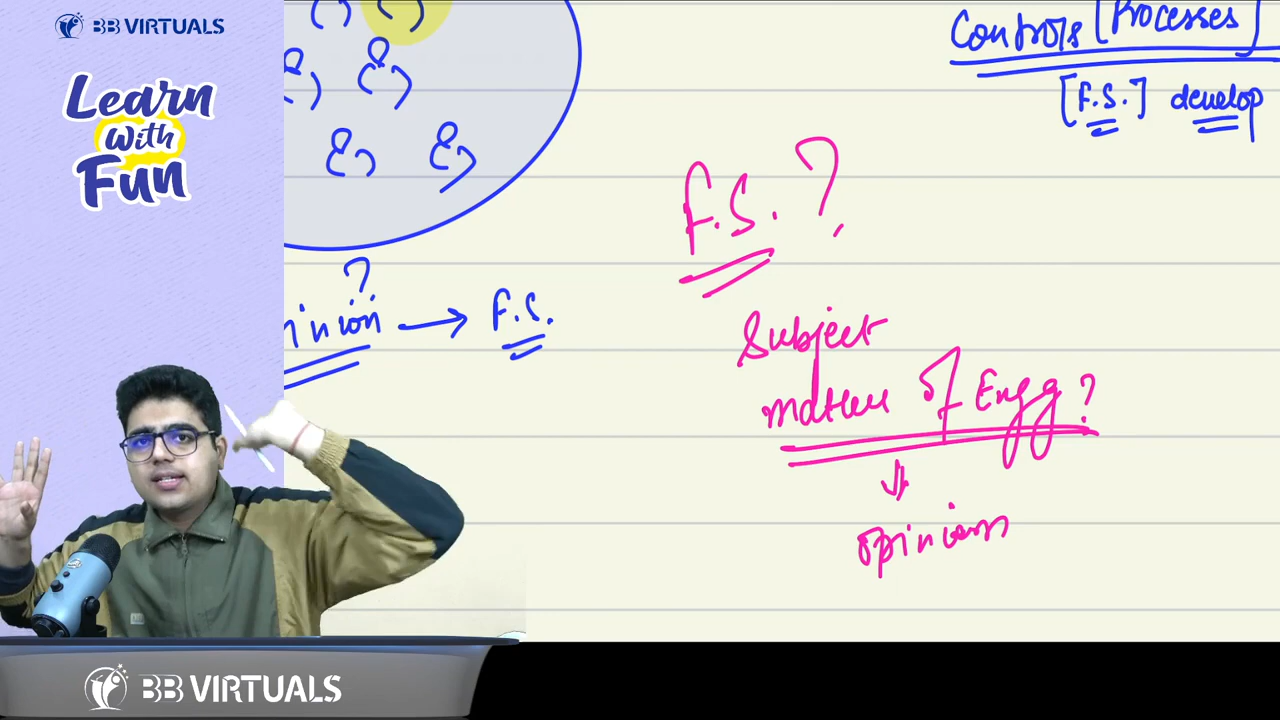 BB VIRTUALS
Learn
With
Fun
Controls [Processes]
[F.S.] develop
F.S. ?
?
inion → F.S.
Subject
matter of Engg ?
opinion
BB VIRTUALS